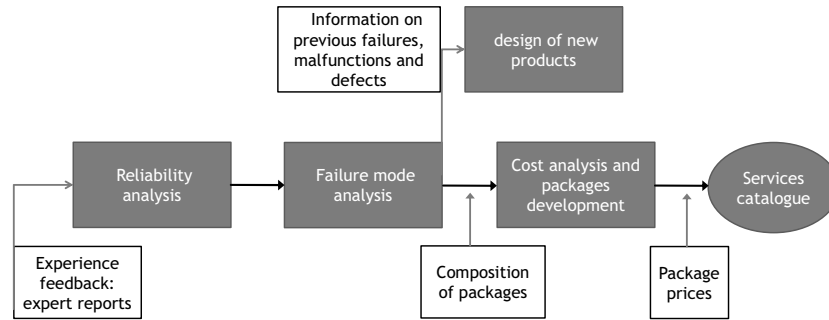 Information on
previous failures,
malfunctions and
defects
design of new
products
Reliability
analysis
Failure mode
analysis
Cost analysis and
packages
development
Services
catalogue
Experience
feedback:
expert reports
Composition
of packages
Package
prices